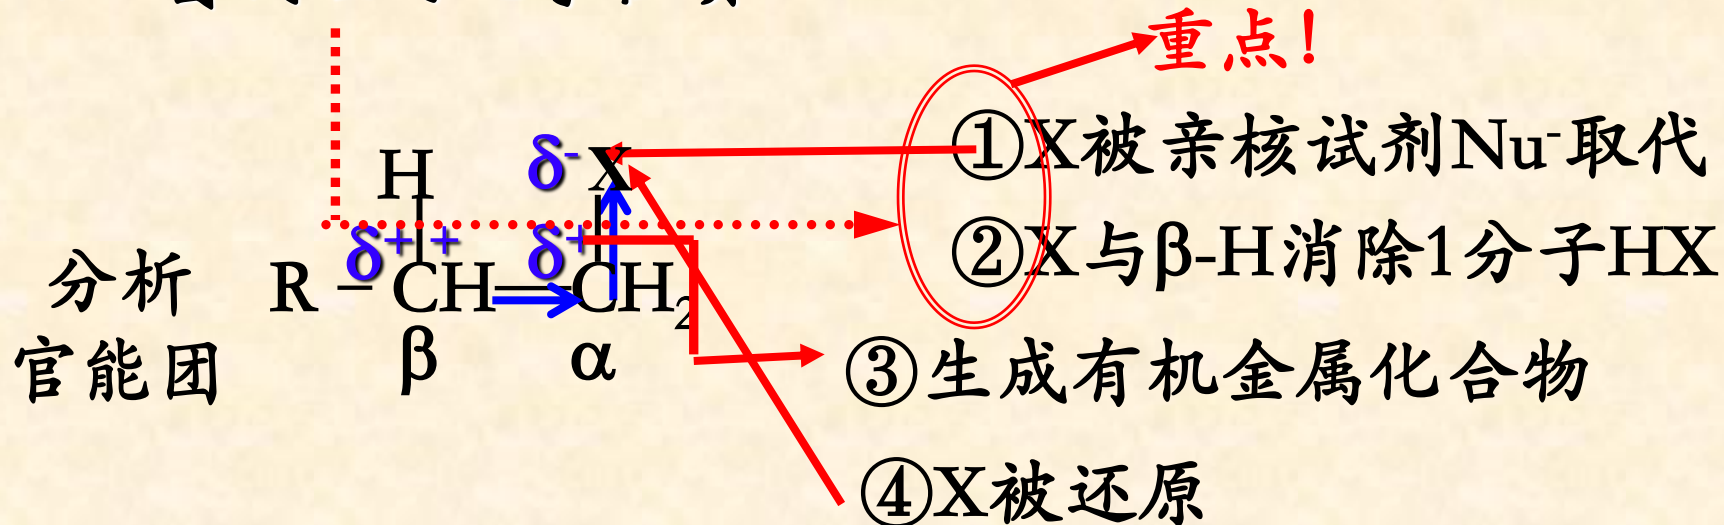 重点!
①X被亲核试剂Nu⁻取代
H δ⁻ X
②X与β-H消除1分子HX
δ⁺ ⁺ δ⁺
分析 R – CH—CH₂
官能团 β α
③生成有机金属化合物
④X被还原